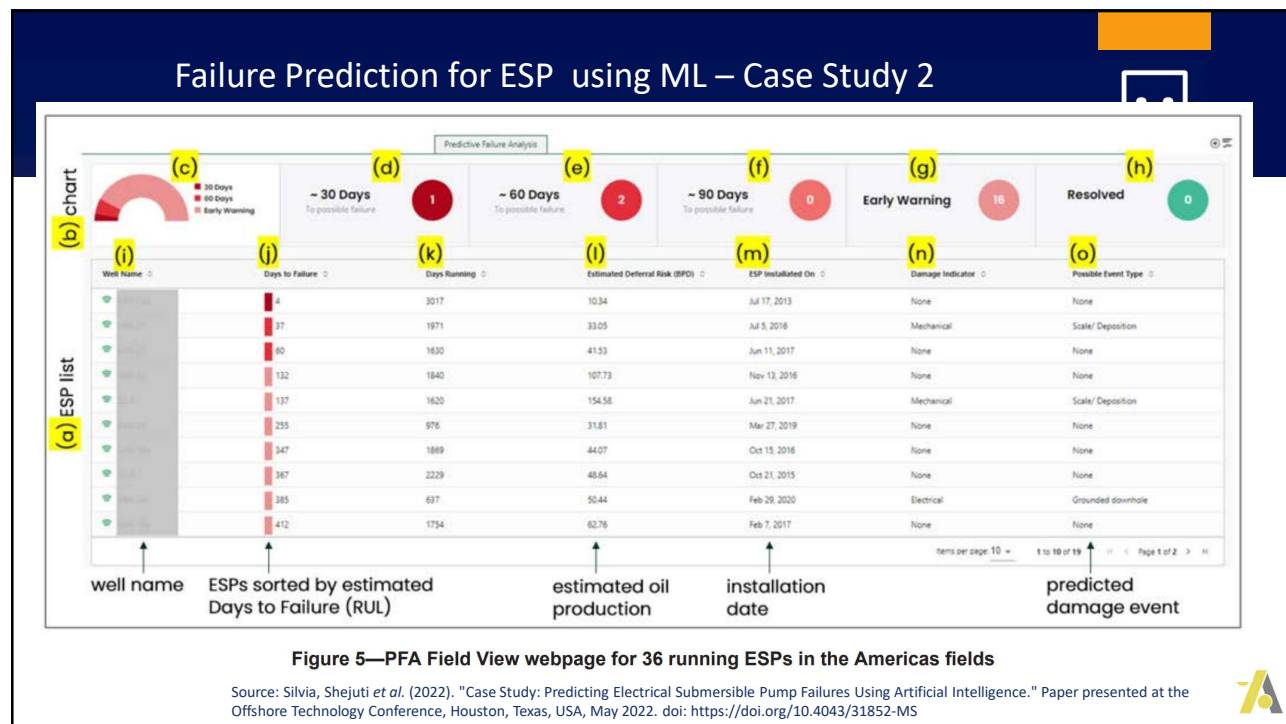 Failure Prediction for ESP using ML – Case Study 2
Predictive Failure Analysis
(b) chart
(c)
30 Days
60 Days
Early Warning
(d)
~ 30 Days
To possible failure
1
(e)
~ 60 Days
To possible failure
2
(f)
~ 90 Days
To possible failure
0
(g)
Early Warning
16
(h)
Resolved
0
(a) ESP list
(i) (j) (k) (l) (m) (n) (o)
Well Name Days to Failure Days Running Estimated Deferral Risk (BPD) ESP Installated On Damage Indicator Possible Event Type
4 3017 10.34 Jul 17, 2013 None None
37 1971 33.05 Jul 5, 2016 Mechanical Scale/ Deposition
60 1630 41.53 Jun 11, 2017 None None
132 1840 107.73 Nov 13, 2016 None None
137 1620 154.58 Jun 21, 2017 Mechanical Scale/ Deposition
255 976 31.81 Mar 27, 2019 None None
347 1869 44.07 Oct 15, 2016 None None
367 2229 48.64 Oct 21, 2015 None None
385 637 50.44 Feb 29, 2020 Electrical Grounded downhole
412 1754 62.76 Feb 7, 2017 None None
Items per page: 10 1 to 10 of 19 Page 1 of 2
well name
ESPs sorted by estimated
Days to Failure (RUL)
estimated oil
production
installation
date
predicted
damage event
Figure 5—PFA Field View webpage for 36 running ESPs in the Americas fields
Source: Silvia, Shejuti et al. (2022). "Case Study: Predicting Electrical Submersible Pump Failures Using Artificial Intelligence." Paper presented at the
Offshore Technology Conference, Houston, Texas, USA, May 2022. doi: https://doi.org/10.4043/31852-MS